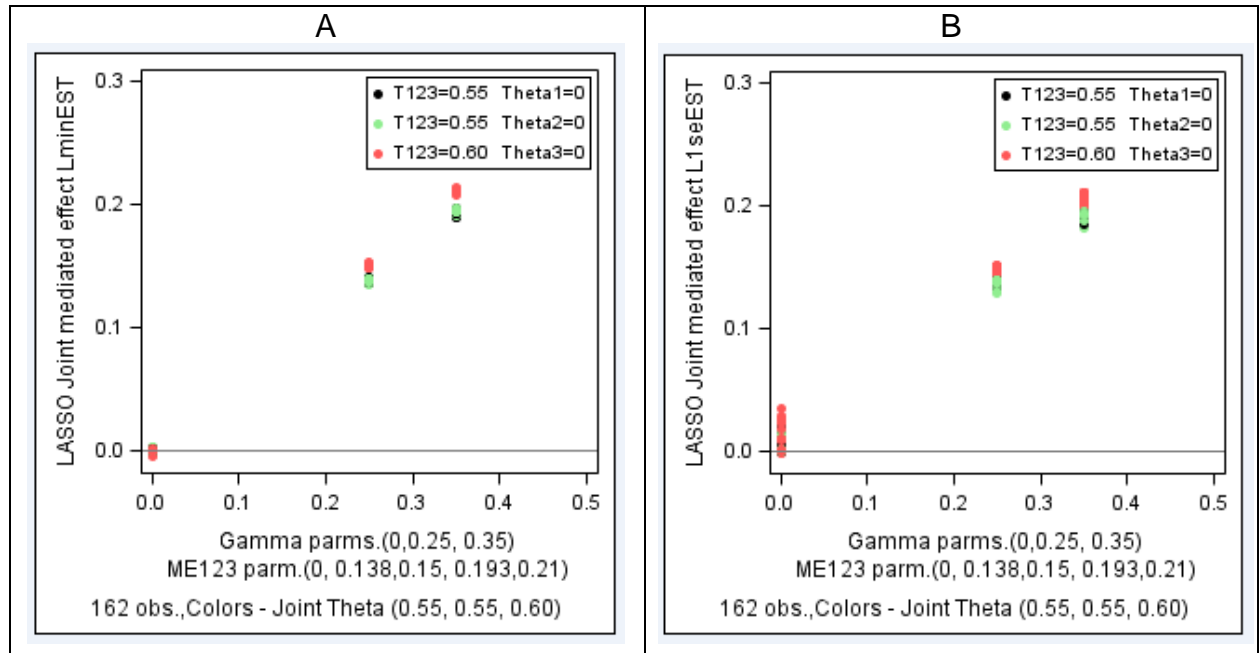 A
LASSO Joint mediated effect LminEST
0.3
0.2
0.1
0.0
T123=0.55 Theta1=0
T123=0.55 Theta2=0
T123=0.60 Theta3=0
0.0 0.1 0.2 0.3 0.4 0.5
Gamma parms.(0,0.25, 0.35)
ME123 parm.(0, 0.138,0.15, 0.193,0.21)
162 obs.,Colors - Joint Theta (0.55, 0.55, 0.60)
B
LASSO Joint mediated effect L1seEST
0.3
0.2
0.1
0.0
T123=0.55 Theta1=0
T123=0.55 Theta2=0
T123=0.60 Theta3=0
0.0 0.1 0.2 0.3 0.4 0.5
Gamma parms.(0,0.25, 0.35)
ME123 parm.(0, 0.138,0.15, 0.193,0.21)
162 obs.,Colors - Joint Theta (0.55, 0.55, 0.60)